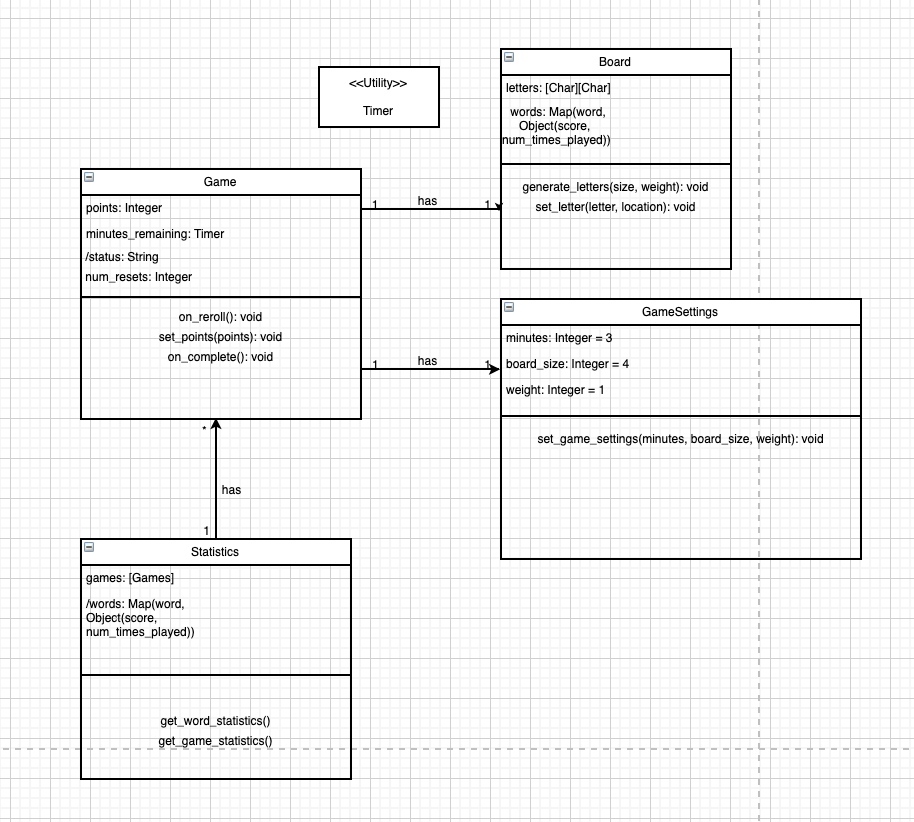 <<Utility>>
Timer
Board
letters: [Char][Char]
words: Map(word,
Object(score,
num_times_played))
generate_letters(size, weight): void
set_letter(letter, location): void
Game
points: Integer
minutes_remaining: Timer
/status: String
num_resets: Integer
on_reroll(): void
set_points(points): void
on_complete(): void
1 has 1
GameSettings
minutes: Integer = 3
board_size: Integer = 4
weight: Integer = 1
set_game_settings(minutes, board_size, weight): void
1 has 1
*
has
1
Statistics
games: [Games]
/words: Map(word,
Object(score,
num_times_played))
get_word_statistics()
get_game_statistics()